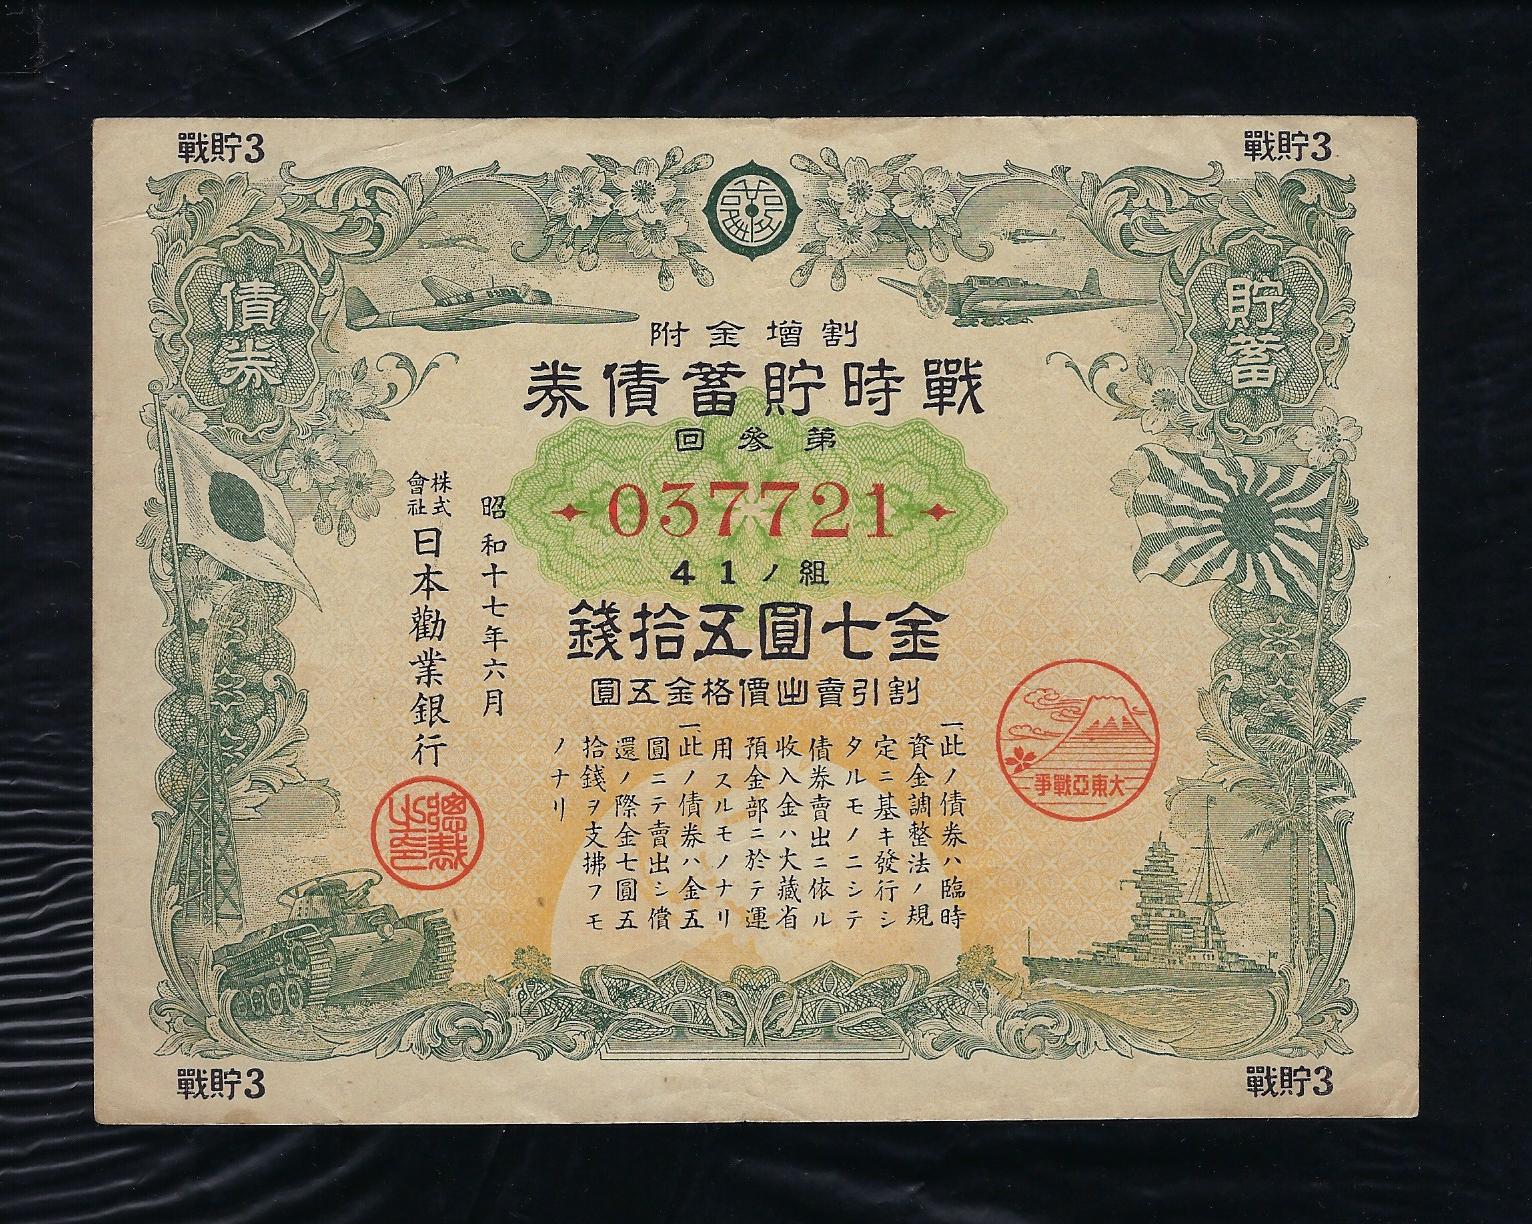 戰貯3
戰貯3
貯蓄
債券
割增金附
戰時貯蓄債券
第參回
037721
41ノ組
金七圓五拾錢
割引賣出價格金五圓
大東亞戰爭
一此ノ債券ハ臨時
資金調整法ノ規
定ニ基キ發行シ
タルモノニシテ
債券賣出ニ依ル
收入金ハ大藏省
預金部ニ於テ運
用スルモノナリ
一此ノ債券ハ金五
圓ニテ賣出シ償
還ノ際金七圓五
拾錢ヲ支拂フモ
ノナリ
昭和十七年六月
株式會社日本勸業銀行
總裁之印
戰貯3
戰貯3